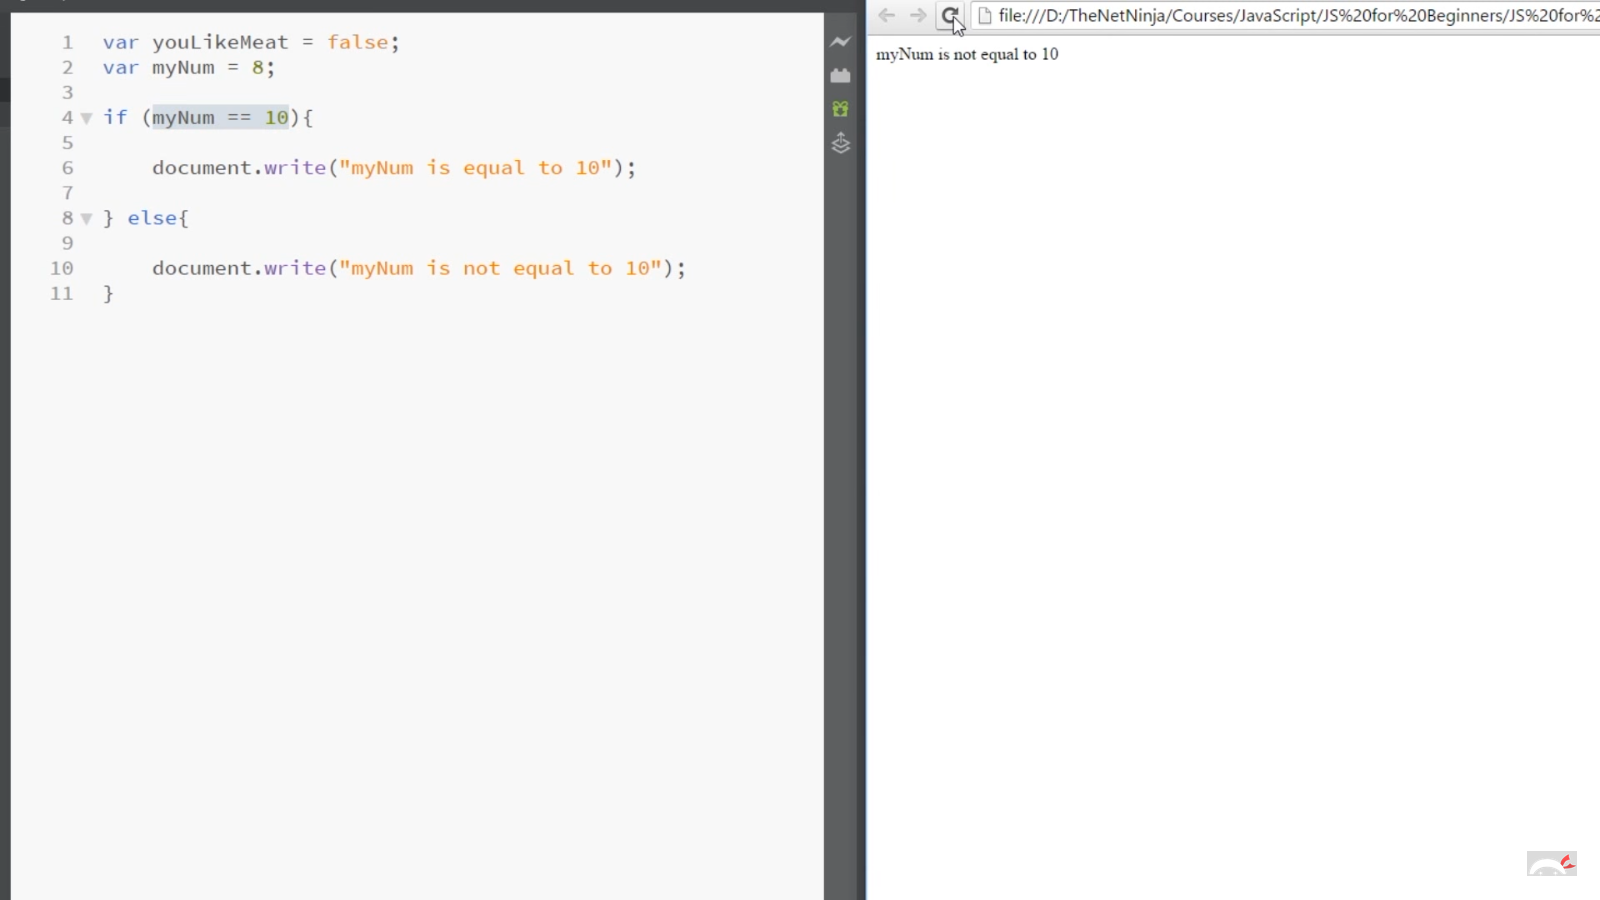 1 var youLikeMeat = false;
2 var myNum = 8;
3
4 if (myNum == 10){
5
6 document.write("myNum is equal to 10");
7
8 } else{
9
10 document.write("myNum is not equal to 10");
11 }
file:///D:/TheNetNinja/Courses/JavaScript/JS%20for%20Beginners/JS%20for%2
myNum is not equal to 10